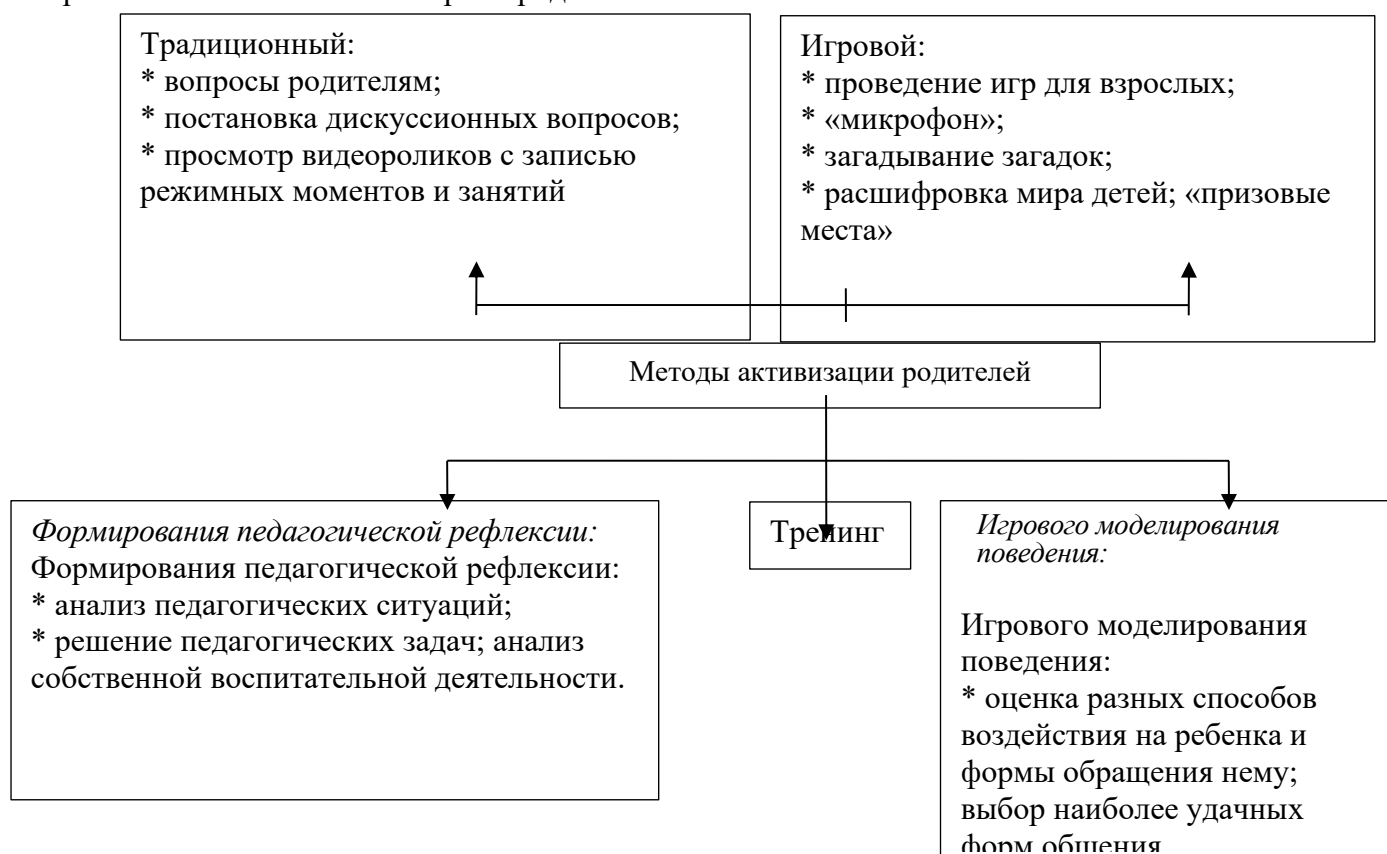 Традиционный:
* вопросы родителям;
* постановка дискуссионных вопросов;
* просмотр видеороликов с записью
режимных моментов и занятий
Игровой:
* проведение игр для взрослых;
* «микрофон»;
* загадывание загадок;
* расшифровка мира детей; «призовые
места»
Методы активизации родителей
Формирования педагогической рефлексии:
Формирования педагогической рефлексии:
* анализ педагогических ситуаций;
* решение педагогических задач; анализ
собственной воспитательной деятельности.
Тренинг
Игрового моделирования
поведения:
Игрового моделирования
поведения:
* оценка разных способов
воздействия на ребенка и
формы обращения нему;
выбор наиболее удачных
форм общения